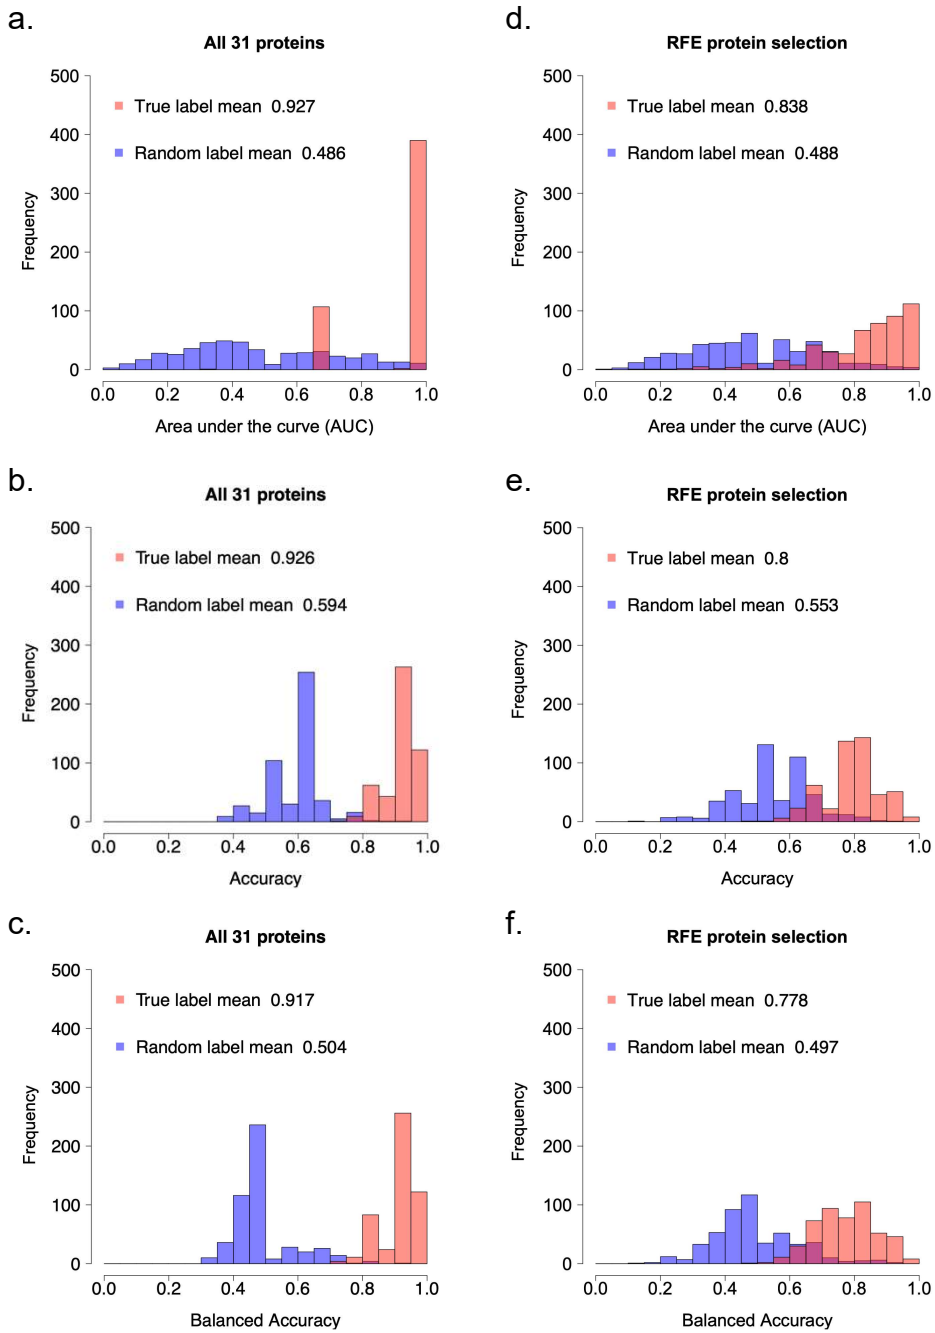 a.
All 31 proteins
500
400
300
200
100
0
Frequency
True label mean 0.927
Random label mean 0.486
0.0 0.2 0.4 0.6 0.8 1.0
Area under the curve (AUC)
d.
RFE protein selection
500
400
300
200
100
0
Frequency
True label mean 0.838
Random label mean 0.488
0.0 0.2 0.4 0.6 0.8 1.0
Area under the curve (AUC)
b.
All 31 proteins
500
400
300
200
100
0
Frequency
True label mean 0.926
Random label mean 0.594
0.0 0.2 0.4 0.6 0.8 1.0
Accuracy
e.
RFE protein selection
500
400
300
200
100
0
Frequency
True label mean 0.8
Random label mean 0.553
0.0 0.2 0.4 0.6 0.8 1.0
Accuracy
c.
All 31 proteins
500
400
300
200
100
0
Frequency
True label mean 0.917
Random label mean 0.504
0.0 0.2 0.4 0.6 0.8 1.0
Balanced Accuracy
f.
RFE protein selection
500
400
300
200
100
0
Frequency
True label mean 0.778
Random label mean 0.497
0.0 0.2 0.4 0.6 0.8 1.0
Balanced Accuracy